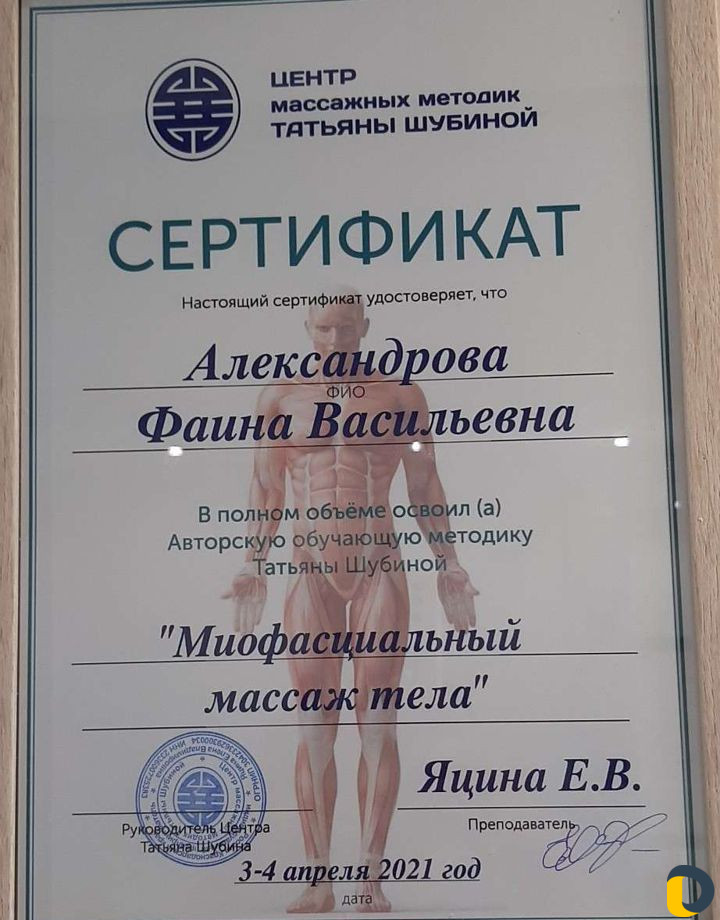 ЦЕНТР
массажных методик
ТАТЬЯНЫ ШУБИНОЙ
СЕРТИФИКАТ
Настоящий сертификат удостоверяет, что
Александрова
ФИО
Фаина Васильевна
В полном объёме освоил (а)
Авторскую обучающую методику
Татьяны Шубиной
"Миофасциальный
массаж тела"
Яцина Е.В.
Преподаватель
Руководитель Центра
Татьяна Шубина
3-4 апреля 2021 год
дата